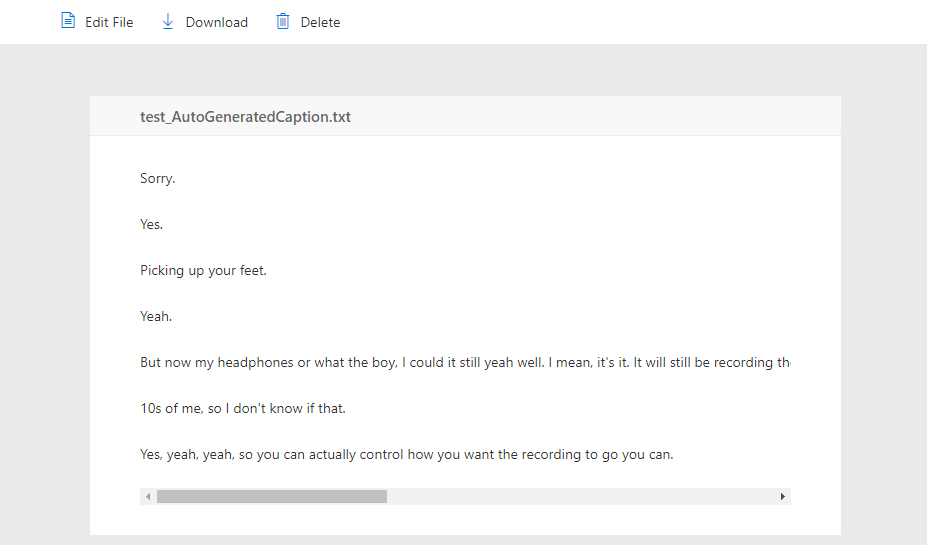 Edit File
Download
Delete
test_AutoGeneratedCaption.txt
Sorry.
Yes.
Picking up your feet.
Yeah.
But now my headphones or what the boy, I could it still yeah well. I mean, it's it. It will still be recording th
10s of me, so I don't know if that.
Yes, yeah, yeah, so you can actually control how you want the recording to go you can.